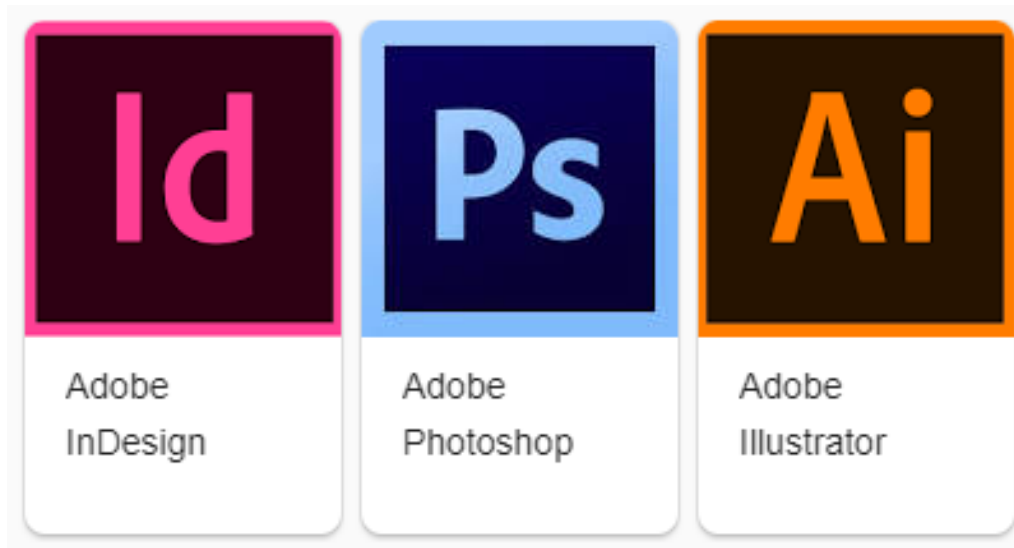 Id
Ps
Ai
Adobe
InDesign
Adobe
Photoshop
Adobe
Illustrator